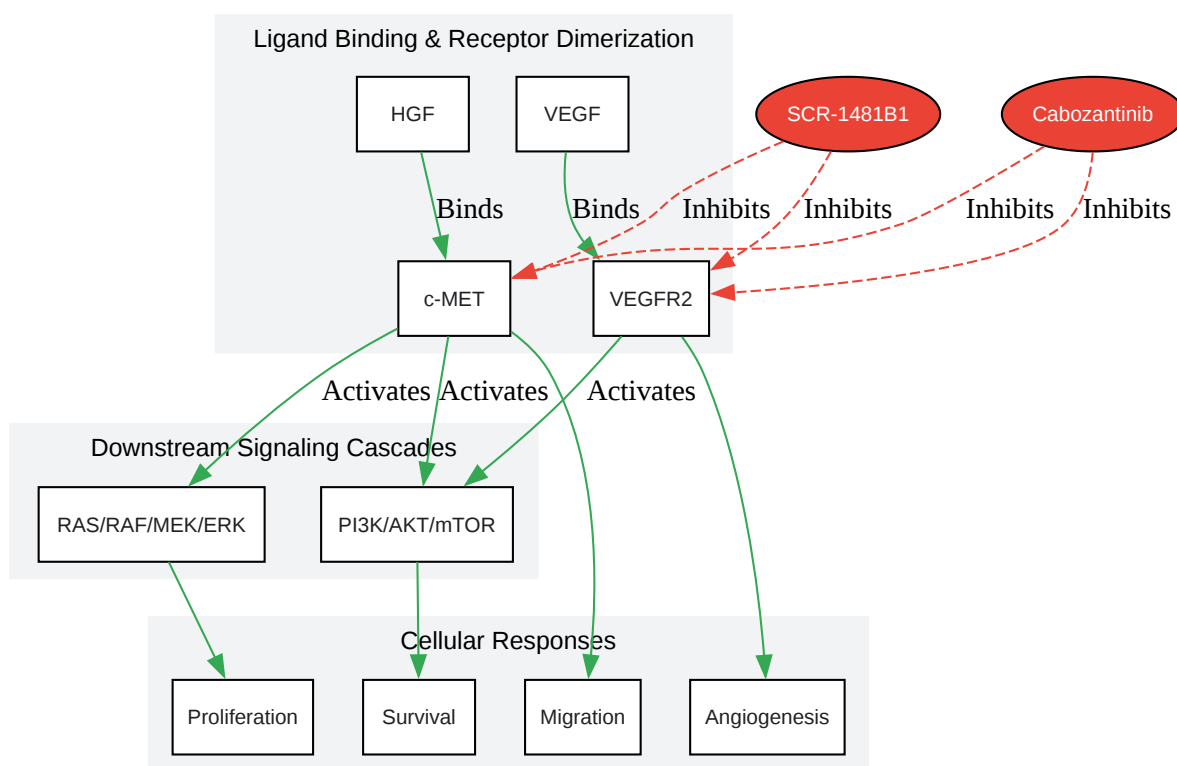 Ligand Binding & Receptor Dimerization
HGF
VEGF
SCR-1481B1
Cabozantinib
Binds
Binds
Inhibits
Inhibits
Inhibits
Inhibits
c-MET
VEGFR2
Activates
Activates
Activates
Downstream Signaling Cascades
RAS/RAF/MEK/ERK
PI3K/AKT/mTOR
Cellular Responses
Proliferation
Survival
Migration
Angiogenesis